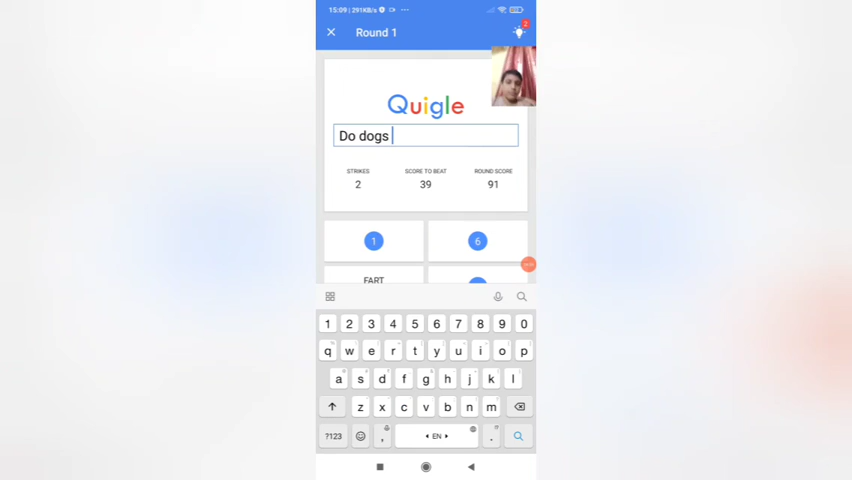 15:09 | 291KB/s
Round 1
2
Quigle
Do dogs
STRIKES SCORE TO BEAT ROUND SCORE
2 39 91
1 6
FART
1 2 3 4 5 6 7 8 9 0
q w e r t y u i o p
a s d f g h j k l
z x c v b n m
?123 , EN .